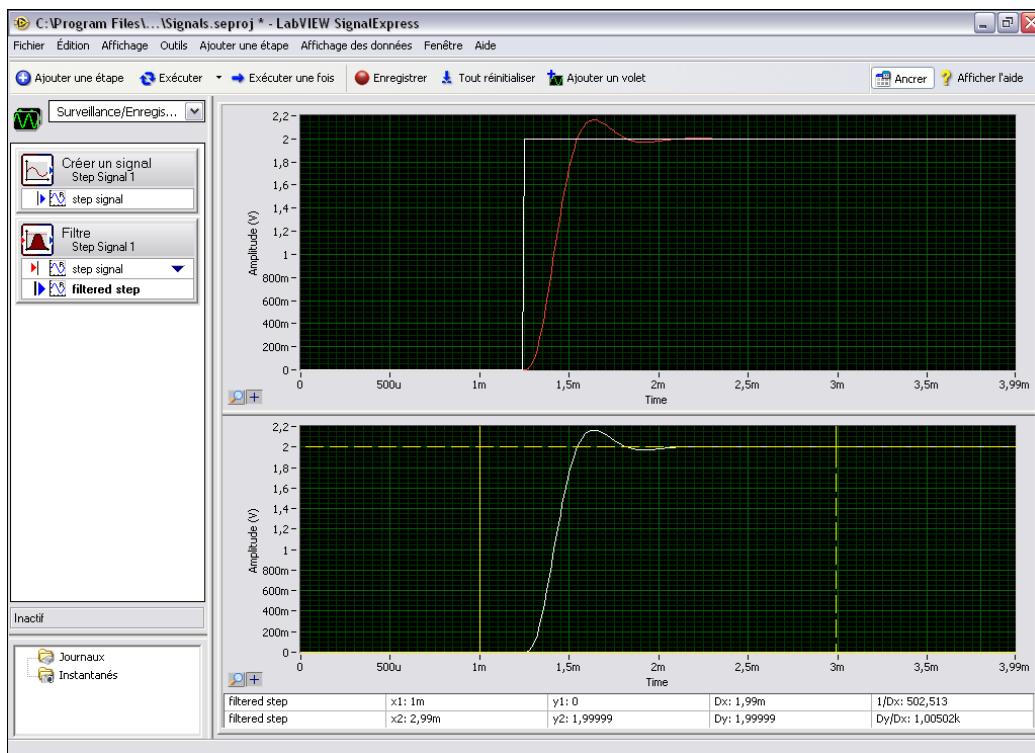 C:\Program Files\...\Signals.seproj * - LabVIEW SignalExpress
Fichier Édition Affichage Outils Ajouter une étape Affichage des données Fenêtre Aide
Ajouter une étape Exécuter Exécuter une fois Enregistrer Tout réinitialiser Ajouter un volet Ancrer Afficher l'aide
Surveillance/Enregis...
Créer un signal
Step Signal 1
step signal
Filtre
Step Signal 1
step signal
filtered step
Inactif
Journaux
Instantanés
2,2
2
1,8
1,6
1,4
1,2
1
800m
600m
400m
200m
0
Amplitude (V)
0 500u 1m 1,5m 2m 2,5m 3m 3,5m 3,99m
Time
2,2
2
1,8
1,6
1,4
1,2
1
800m
600m
400m
200m
0
Amplitude (V)
0 500u 1m 1,5m 2m 2,5m 3m 3,5m 3,99m
Time
filtered step x1: 1m y1: 0 Dx: 1,99m 1/Dx: 502,513
filtered step x2: 2,99m y2: 1,99999 Dy: 1,99999 Dy/Dx: 1,00502k